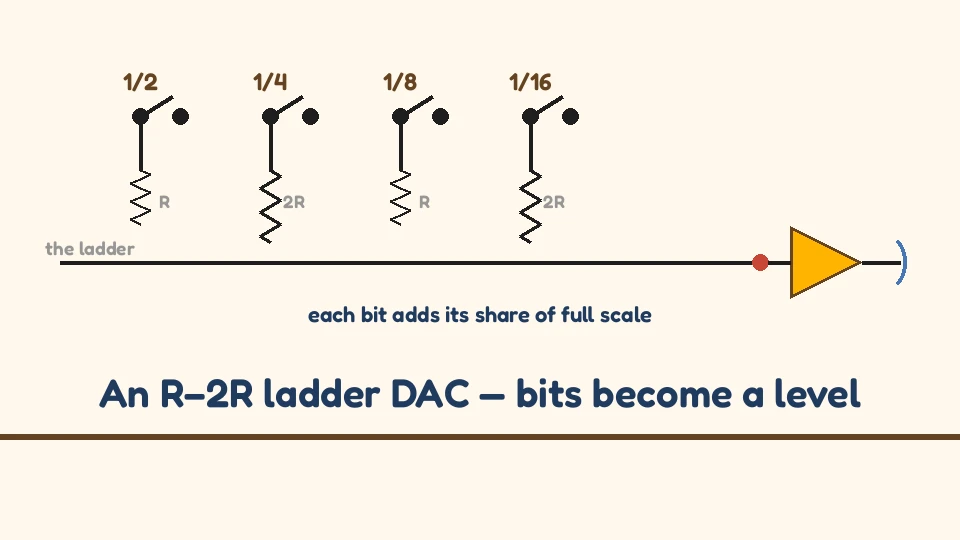 1/2 1/4 1/8 1/16
R 2R R 2R
the ladder
each bit adds its share of full scale
An R–2R ladder DAC — bits become a level